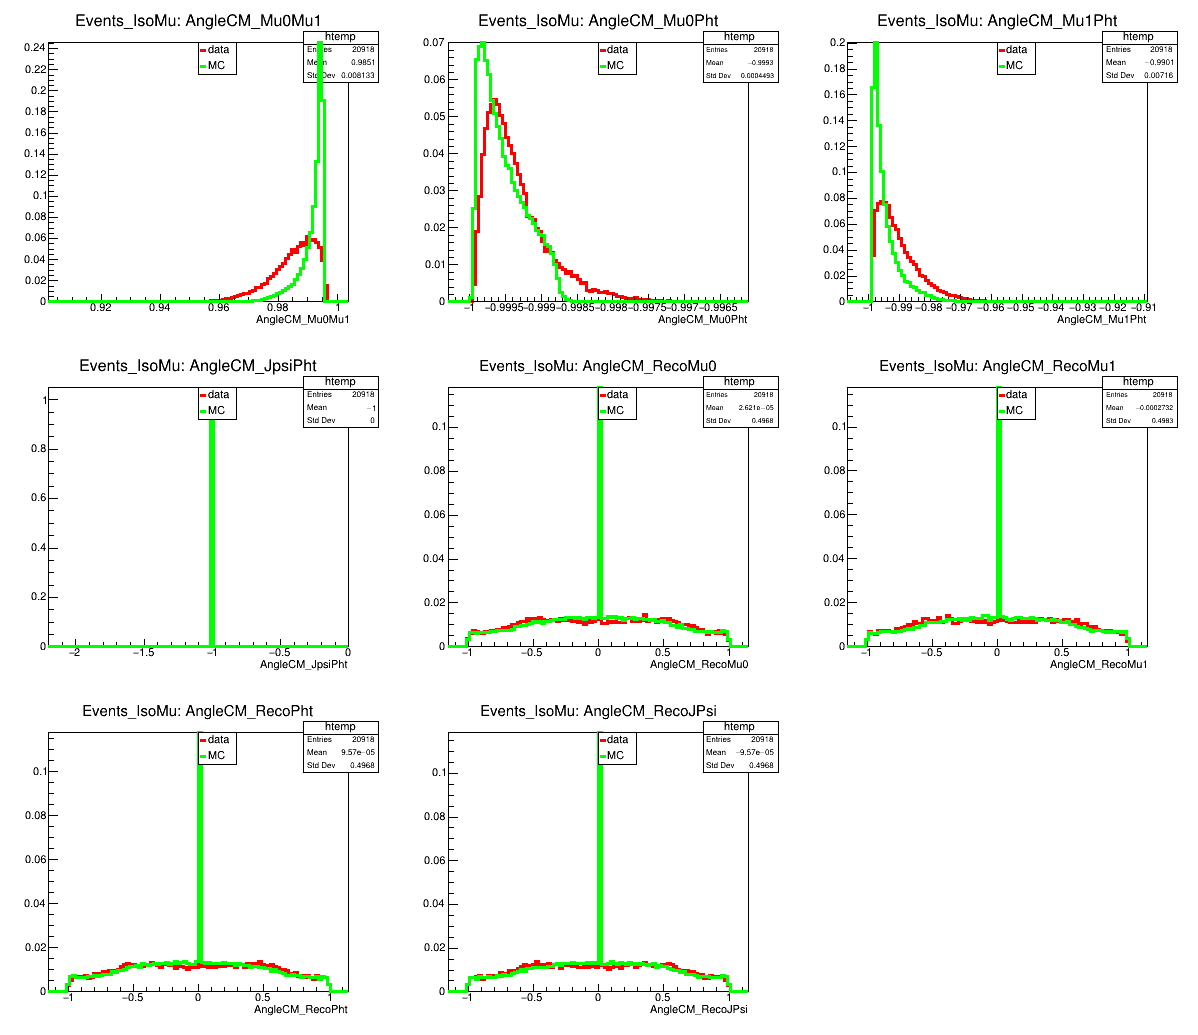 Events_IsoMu: AngleCM_Mu0Mu1
htemp
Entries 20918
Mean 0.9851
Std Dev 0.008133
data
MC
0.24
0.22
0.2
0.18
0.16
0.14
0.12
0.1
0.08
0.06
0.04
0.02
0
0.92 0.94 0.96 0.98 1
AngleCM_Mu0Mu1
Events_IsoMu: AngleCM_Mu0Pht
htemp
Entries 20918
Mean −0.9993
Std Dev 0.0004493
data
MC
0.07
0.06
0.05
0.04
0.03
0.02
0.01
0
−1 −0.9995 −0.999 −0.9985 −0.998 −0.9975 −0.997 −0.9965
AngleCM_Mu0Pht
Events_IsoMu: AngleCM_Mu1Pht
htemp
Entries 20918
Mean −0.9901
Std Dev 0.00716
data
MC
0.2
0.18
0.16
0.14
0.12
0.1
0.08
0.06
0.04
0.02
0
−1 −0.99 −0.98 −0.97 −0.96 −0.95 −0.94 −0.93 −0.92 −0.91
AngleCM_Mu1Pht
Events_IsoMu: AngleCM_JpsiPht
htemp
Entries 20918
Mean −1
Std Dev 0
data
MC
1
0.8
0.6
0.4
0.2
0
−2 −1.5 −1 −0.5 0
AngleCM_JpsiPht
Events_IsoMu: AngleCM_RecoMu0
htemp
Entries 20918
Mean 2.621e−05
Std Dev 0.4968
data
MC
0.1
0.08
0.06
0.04
0.02
0
−1 −0.5 0 0.5 1
AngleCM_RecoMu0
Events_IsoMu: AngleCM_RecoMu1
htemp
Entries 20918
Mean −0.0002732
Std Dev 0.4983
data
MC
0.1
0.08
0.06
0.04
0.02
0
−1 −0.5 0 0.5 1
AngleCM_RecoMu1
Events_IsoMu: AngleCM_RecoPht
htemp
Entries 20918
Mean 9.57e−05
Std Dev 0.4968
data
MC
0.1
0.08
0.06
0.04
0.02
0
−1 −0.5 0 0.5 1
AngleCM_RecoPht
Events_IsoMu: AngleCM_RecoJPsi
htemp
Entries 20918
Mean −9.57e−05
Std Dev 0.4968
data
MC
0.1
0.08
0.06
0.04
0.02
0
−1 −0.5 0 0.5 1
AngleCM_RecoJPsi